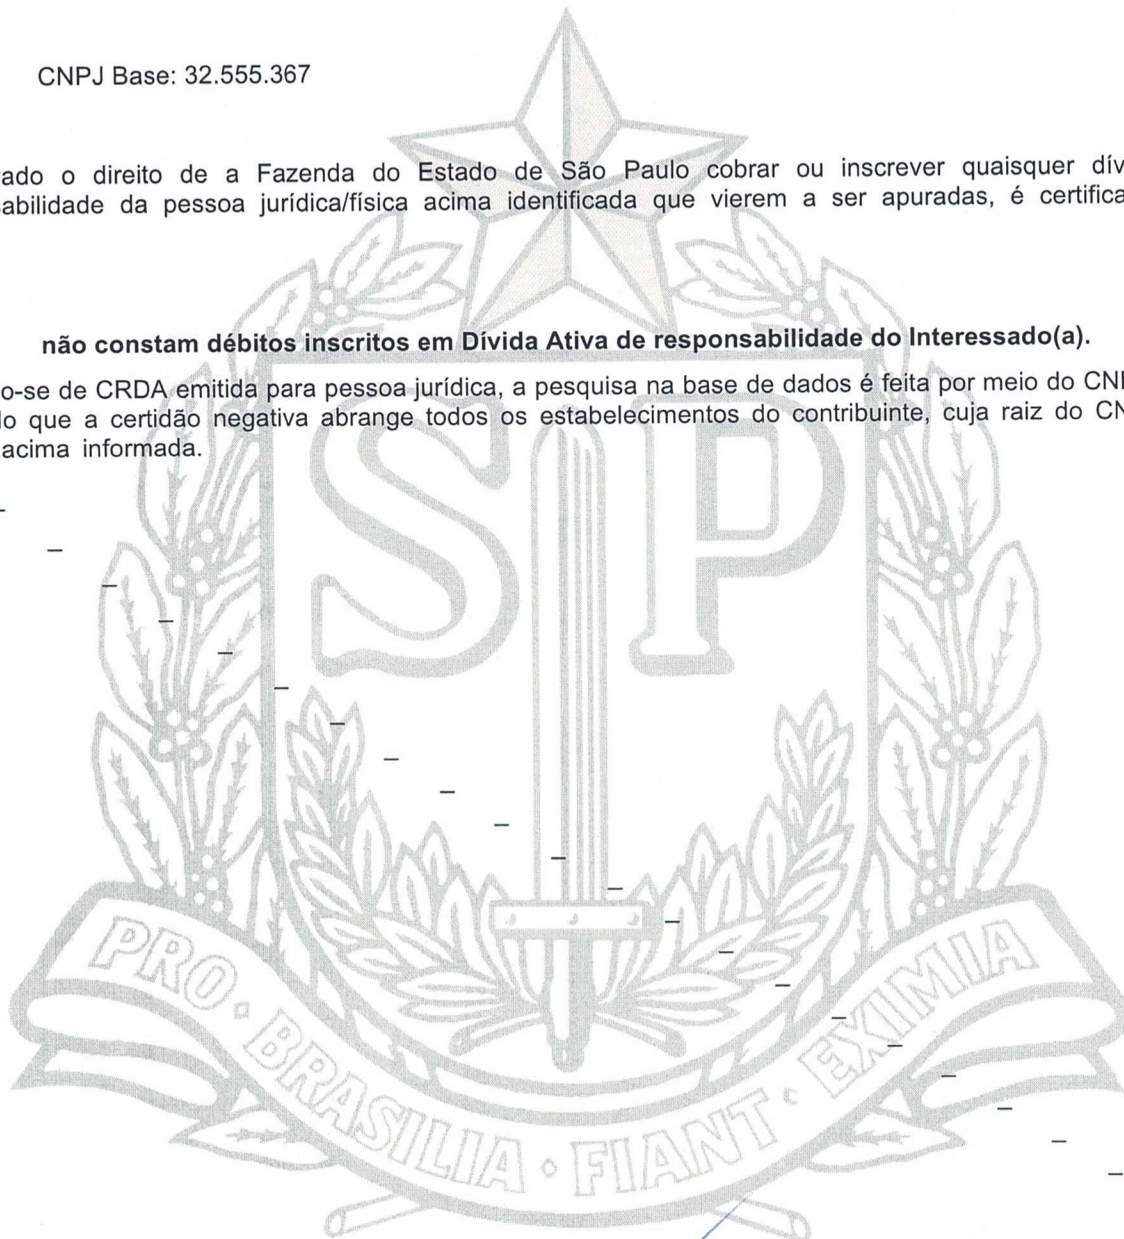 CNPJ Base: 32.555.367
ado o direito de a Fazenda do Estado de São Paulo cobrar ou inscrever quaisquer dív
abilidade da pessoa jurídica/física acima identificada que vierem a ser apuradas, é certifica
não constam débitos inscritos em Dívida Ativa de responsabilidade do Interessado(a).
o-se de CRDA emitida para pessoa jurídica, a pesquisa na base de dados é feita por meio do CN
o que a certidão negativa abrange todos os estabelecimentos do contribuinte, cuja raiz do CN
acima informada.
SP
PRO · BRASILIA · FIANT · EXIMIA